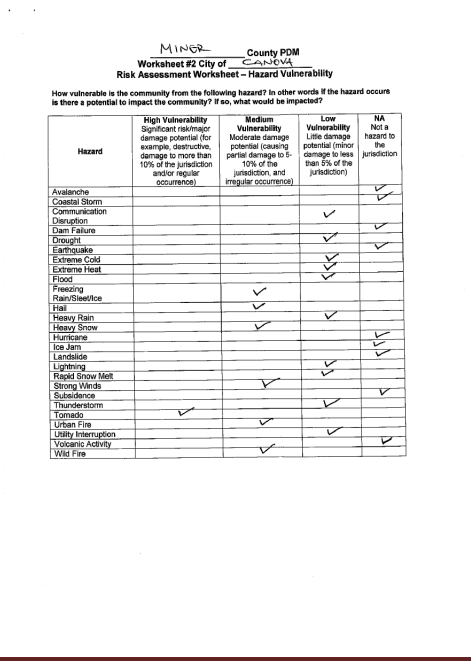 MINER County PDM
Worksheet #2 City of CANOVA
Risk Assessment Worksheet – Hazard Vulnerability
How vulnerable is the community from the following hazard? In other words if the hazard occurs
is there a potential to impact the community? If so, what would be impacted?
Hazard
High Vulnerability
Significant risk/major
damage potential (for
example, destructive,
damage to more than
10% of the jurisdiction
and/or regular
occurrence)
Medium
Vulnerability
Moderate damage
potential (causing
partial damage to 5-
10% of the
jurisdiction, and
irregular occurrence)
Low
Vulnerability
Little damage
potential (minor
damage to less
than 5% of the
jurisdiction)
NA
Not a
hazard to
the
jurisdiction
Avalanche ✓
Coastal Storm ✓
Communication
Disruption ✓
Dam Failure ✓
Drought ✓
Earthquake ✓
Extreme Cold ✓
Extreme Heat ✓
Flood ✓
Freezing
Rain/Sleet/Ice ✓
Hail ✓
Heavy Rain ✓
Heavy Snow ✓
Hurricane ✓
Ice Jam ✓
Landslide ✓
Lightning ✓
Rapid Snow Melt ✓
Strong Winds ✓
Subsidence ✓
Thunderstorm ✓
Tornado ✓
Urban Fire ✓
Utility Interruption ✓
Volcanic Activity ✓
Wild Fire ✓